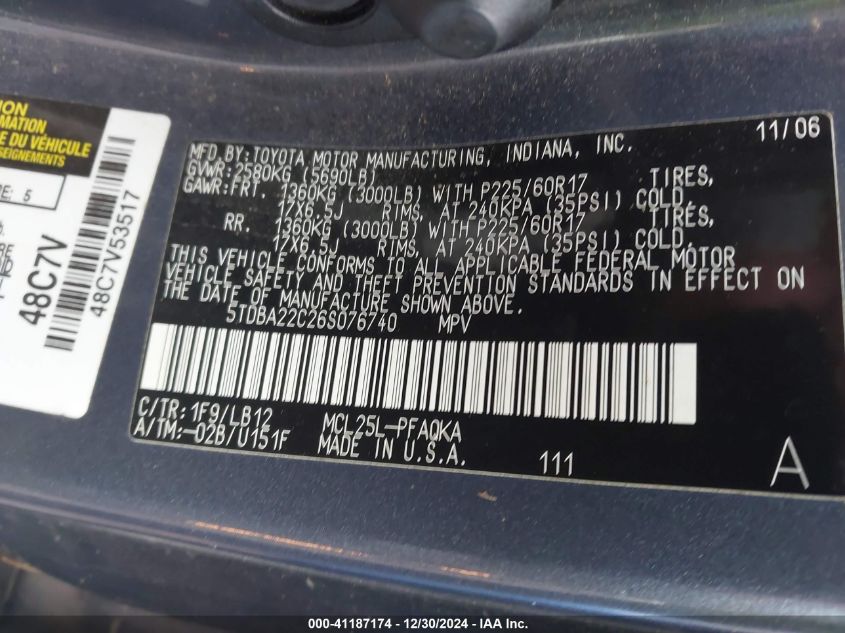 ION
RMATION
E DU VÉHICULE
SEIGNEMENTS
E: 5
48C7V
48C7V53517
11/06
MFD. BY: TOYOTA MOTOR MANUFACTURING, INDIANA, INC.
GVWR: 2580KG (5690LB)
GAWR: FRT. 1360KG (3000LB) WITH P225/60R17 TIRES,
17X6.5J RIMS, AT 240KPA (35PSI) COLD.
RR. 1360KG (3000LB) WITH P225/60R17 TIRES,
17X6.5J RIMS, AT 240KPA (35PSI) COLD.
THIS VEHICLE CONFORMS TO ALL APPLICABLE FEDERAL MOTOR
VEHICLE SAFETY AND THEFT PREVENTION STANDARDS IN EFFECT ON
THE DATE OF MANUFACTURE SHOWN ABOVE.
5TDBA22C26S076740 MPV
C/TR: 1F9/LB12 MCL25L-PFAQKA
A/TM: -02B/U151F MADE IN U.S.A.
111
A
000-41187174 - 12/30/2024 - IAAI.com.